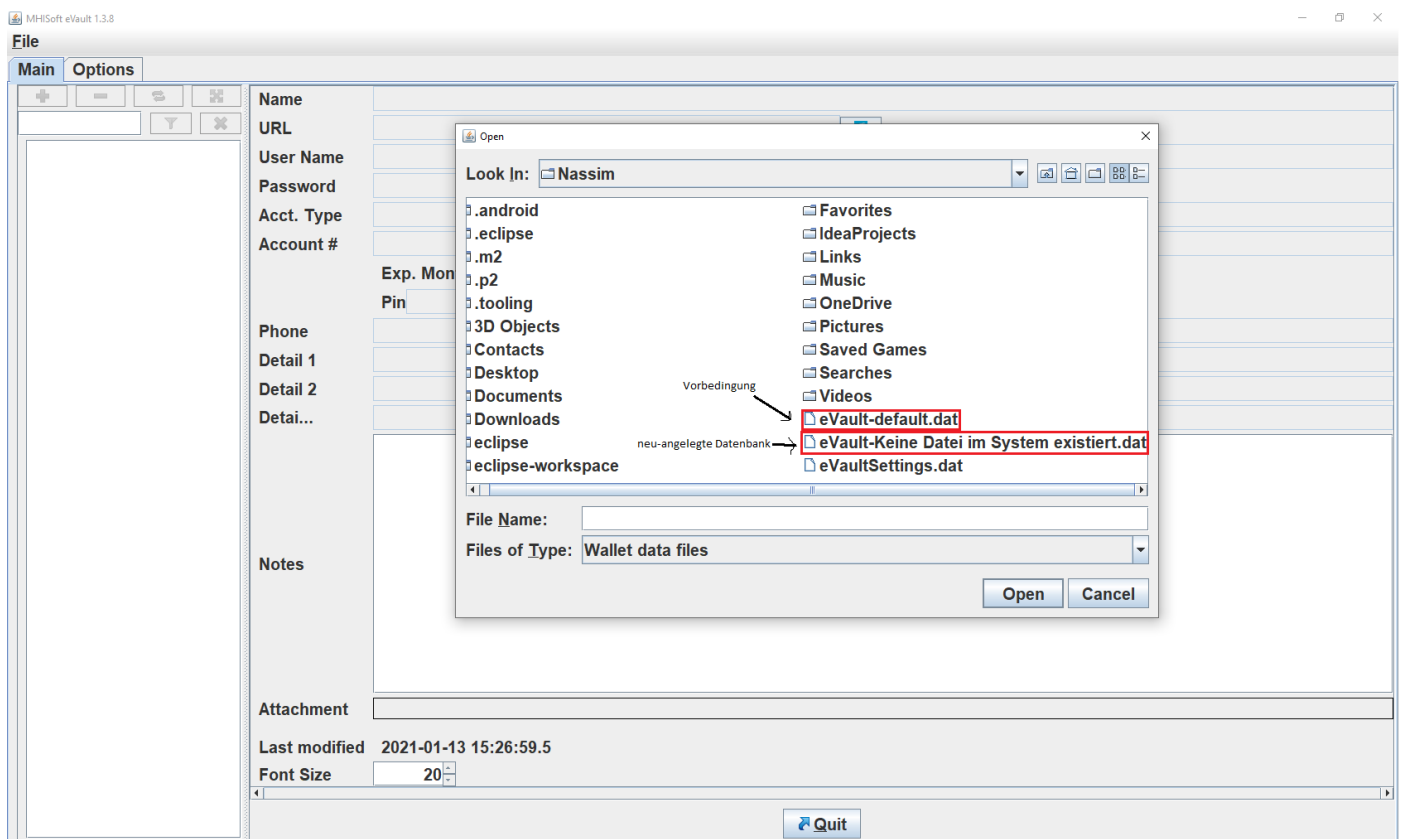 MHISoft eVault 1.3.8
File
Main Options
Name
URL
User Name
Password
Acct. Type
Account #
Exp. Mon
Pin
Phone
Detail 1
Detail 2
Detai...
Notes
Attachment
Last modified 2021-01-13 15:26:59.5
Font Size 20
Quit
Open
Look In: Nassim
.android
.eclipse
.m2
.p2
.tooling
3D Objects
Contacts
Desktop
Documents
Downloads
eclipse
eclipse-workspace
Favorites
IdeaProjects
Links
Music
OneDrive
Pictures
Saved Games
Searches
Videos
eVault-default.dat
eVault-Keine Datei im System existiert.dat
eVaultSettings.dat
Vorbedingung
neu-angelegte Datenbank
File Name:
Files of Type: Wallet data files
Open Cancel